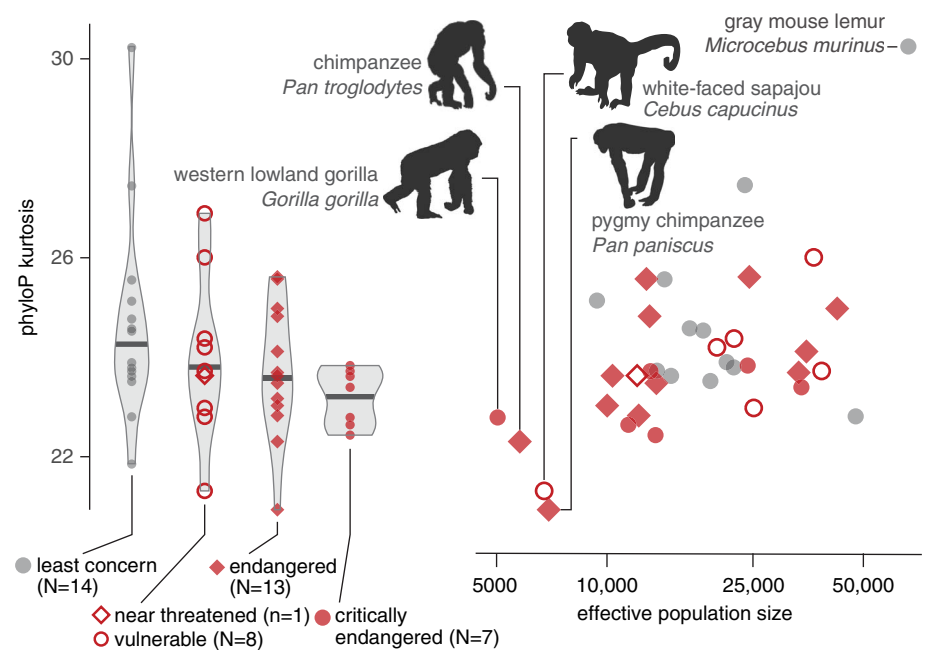 phyloP kurtosis
30
26
22
chimpanzee
Pan troglodytes
western lowland gorilla
Gorilla gorilla
gray mouse lemur
Microcebus murinus
white-faced sapajou
Cebus capucinus
pygmy chimpanzee
Pan paniscus
least concern
(N=14)
near threatened (n=1)
vulnerable (N=8)
endangered
(N=13)
critically
endangered (N=7)
5000
10,000
25,000
50,000
effective population size